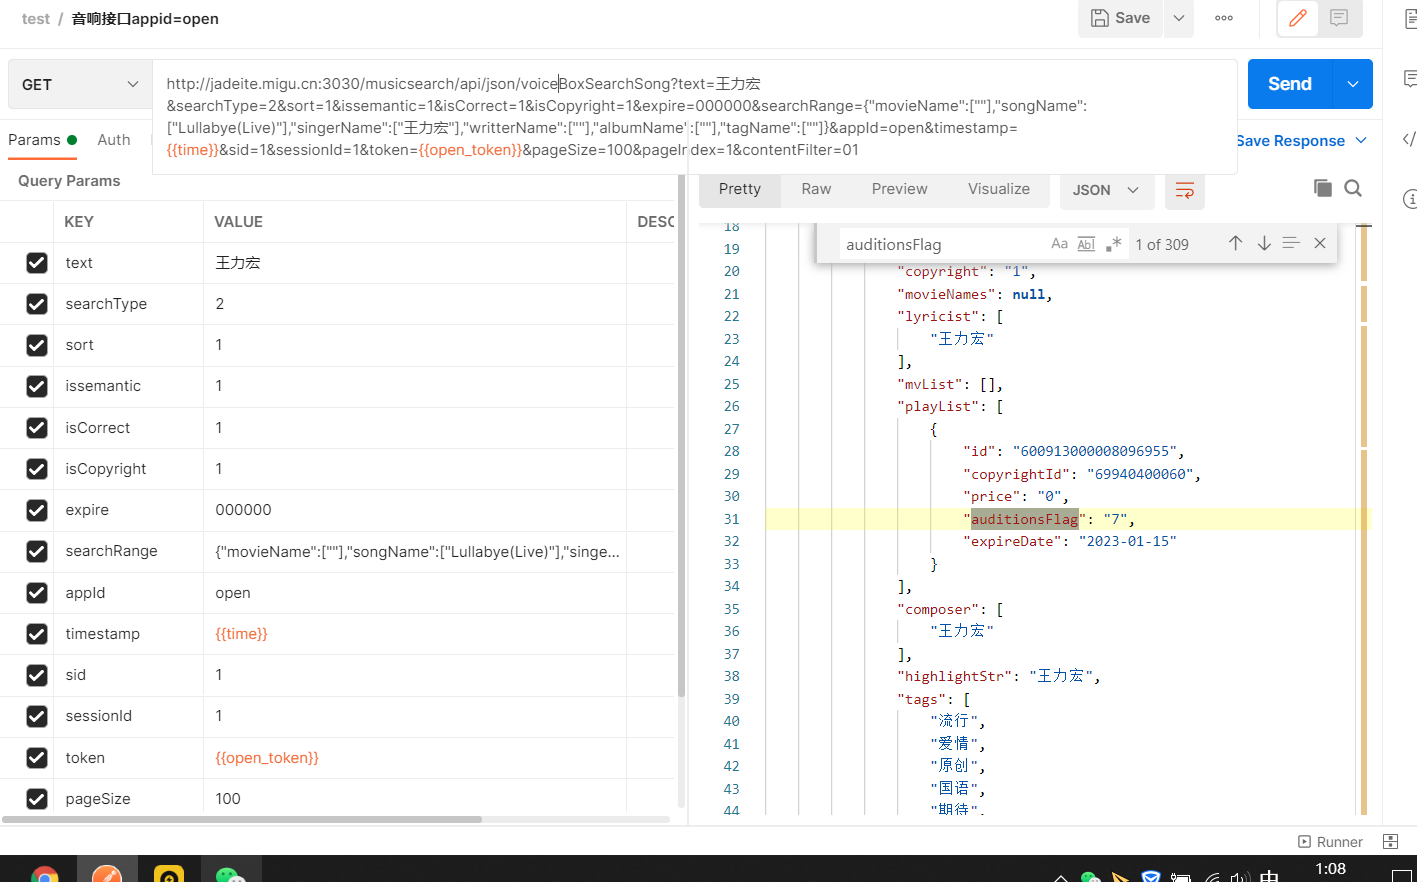 test / 音响接口appid=open
Save
GET
http://jadeite.migu.cn:3030/musicsearch/api/json/voiceBoxSearchSong?text=王力宏
&searchType=2&sort=1&issemantic=1&isCorrect=1&isCopyright=1&expire=000000&searchRange={"movieName":[""],"songName":
["Lullabye(Live)"],"singerName":["王力宏"],"writterName":[""],"albumName":[""],"tagName":[""]}&appId=open&timestamp=
{{time}}&sid=1&sessionId=1&token={{open_token}}&pageSize=100&pageIndex=1&contentFilter=01
Send
Params
Auth
Save Response
Query Params
Pretty Raw Preview Visualize JSON
KEY VALUE DESC
text 王力宏
searchType 2
sort 1
issemantic 1
isCorrect 1
isCopyright 1
expire 000000
searchRange {"movieName":[""],"songName":["Lullabye(Live)"],"singe...
appId open
timestamp {{time}}
sid 1
sessionId 1
token {{open_token}}
pageSize 100
auditionsFlag Aa Abl .* 1 of 309
18
19
20 "copyright": "1",
21 "movieNames": null,
22 "lyricist": [
23 "王力宏"
24 ],
25 "mvList": [],
26 "playList": [
27 {
28 "id": "600913000008096955",
29 "copyrightId": "69940400060",
30 "price": "0",
31 "auditionsFlag": "7",
32 "expireDate": "2023-01-15"
33 }
34 ],
35 "composer": [
36 "王力宏"
37 ],
38 "highlightStr": "王力宏",
39 "tags": [
40 "流行",
41 "爱情",
42 "原创",
43 "国语",
44 "期待",
Runner
中
1:08